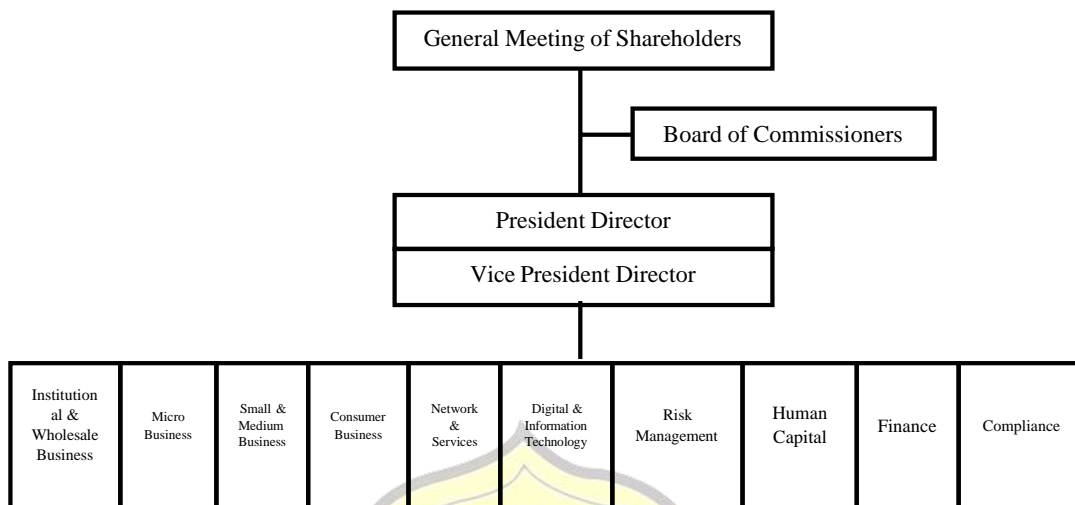 General Meeting of Shareholders
Board of Commissioners
President Director
Vice President Director
Institution
al &
Wholesale
Business
Micro
Business
Small &
Medium
Business
Consumer
Business
Network
&
Services
Digital &
Information
Technology
Risk
Management
Human
Capital
Finance
Compliance